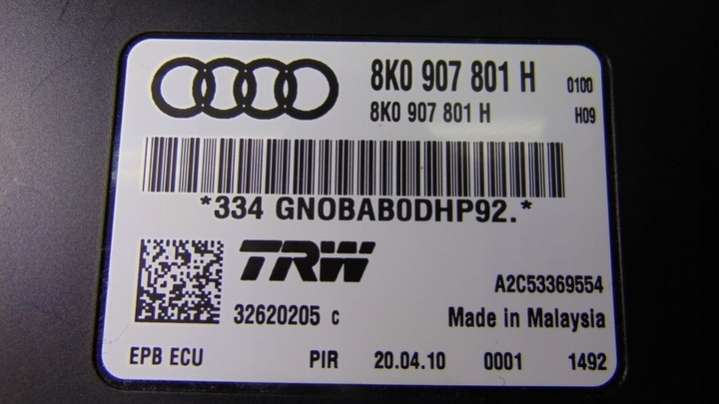 8K0 907 801 H 0100
8K0 907 801 H H09
*334 GNOBAB0DHP92.*
TRW
A2C53369554
32620205 c Made in Malaysia
EPB ECU PIR 20.04.10 0001 1492